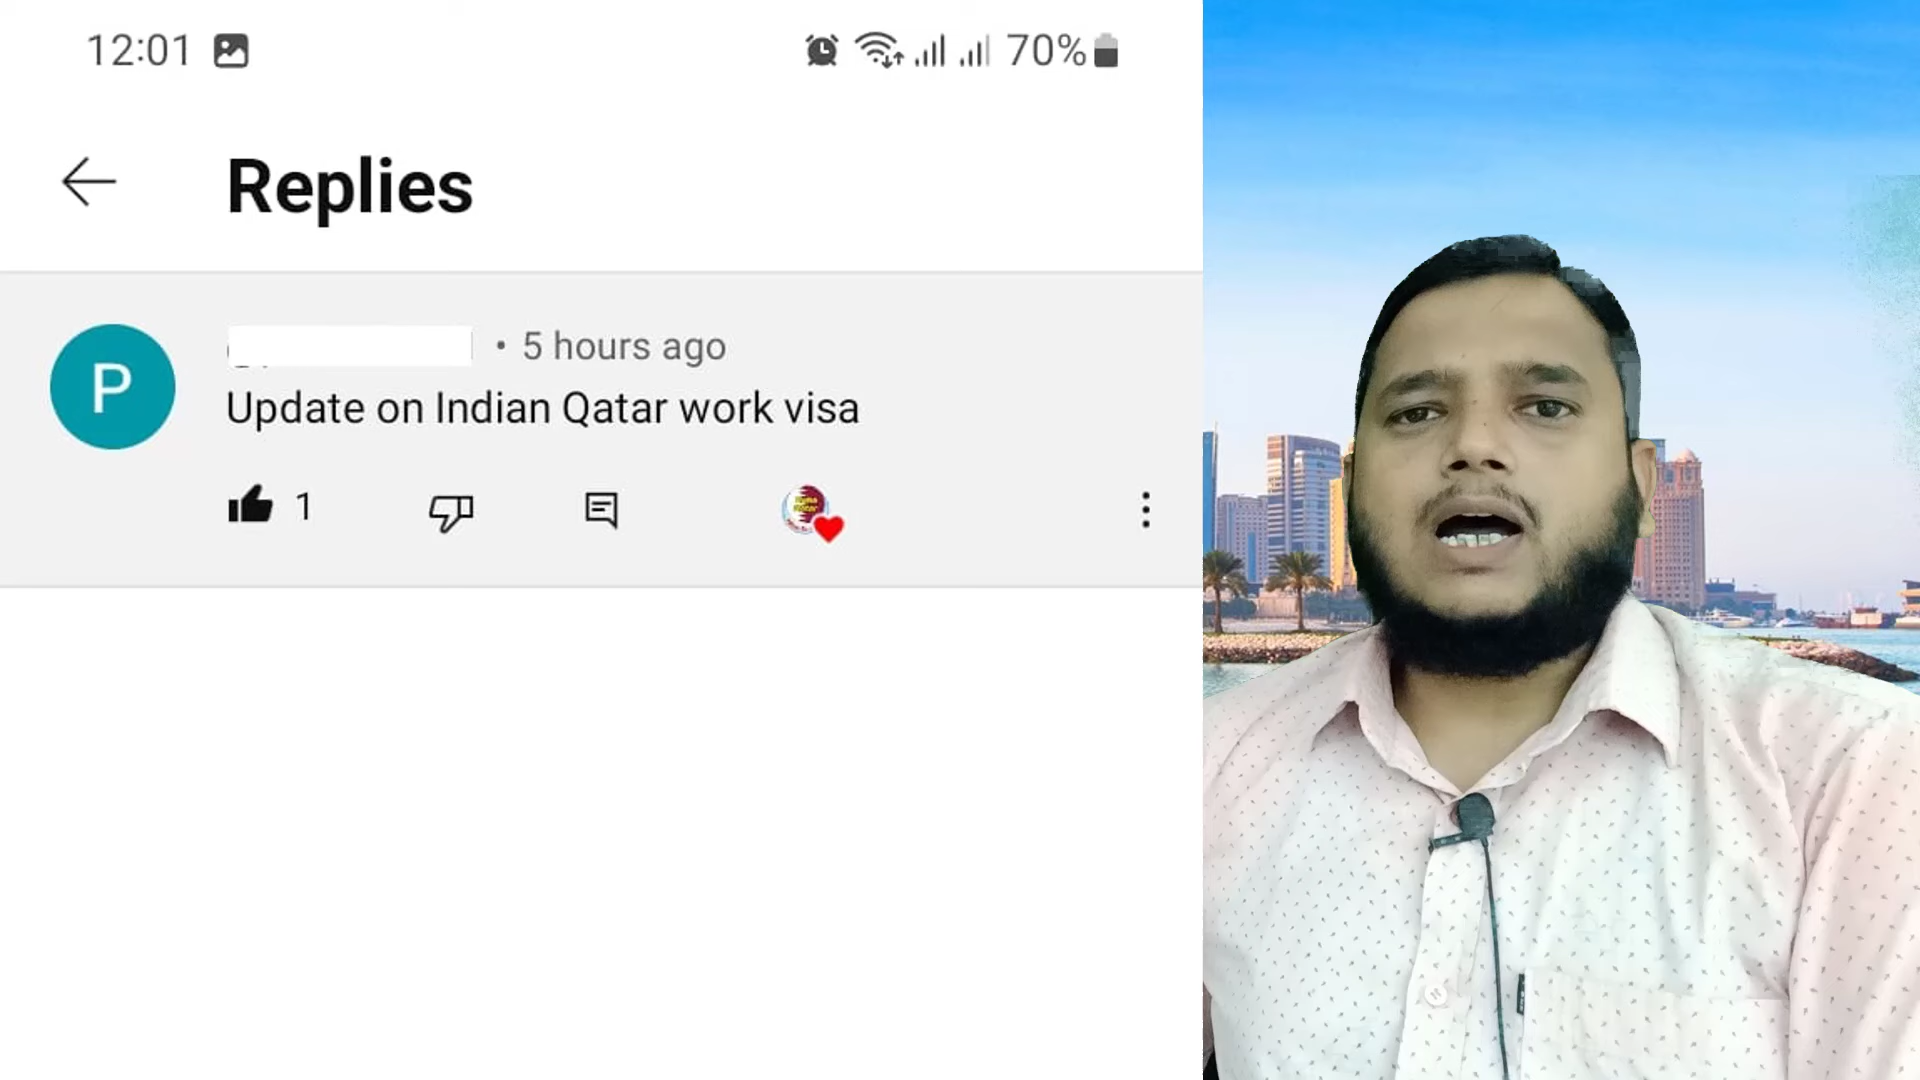 12:01
70%
Replies
P
• 5 hours ago
Update on Indian Qatar work visa
1